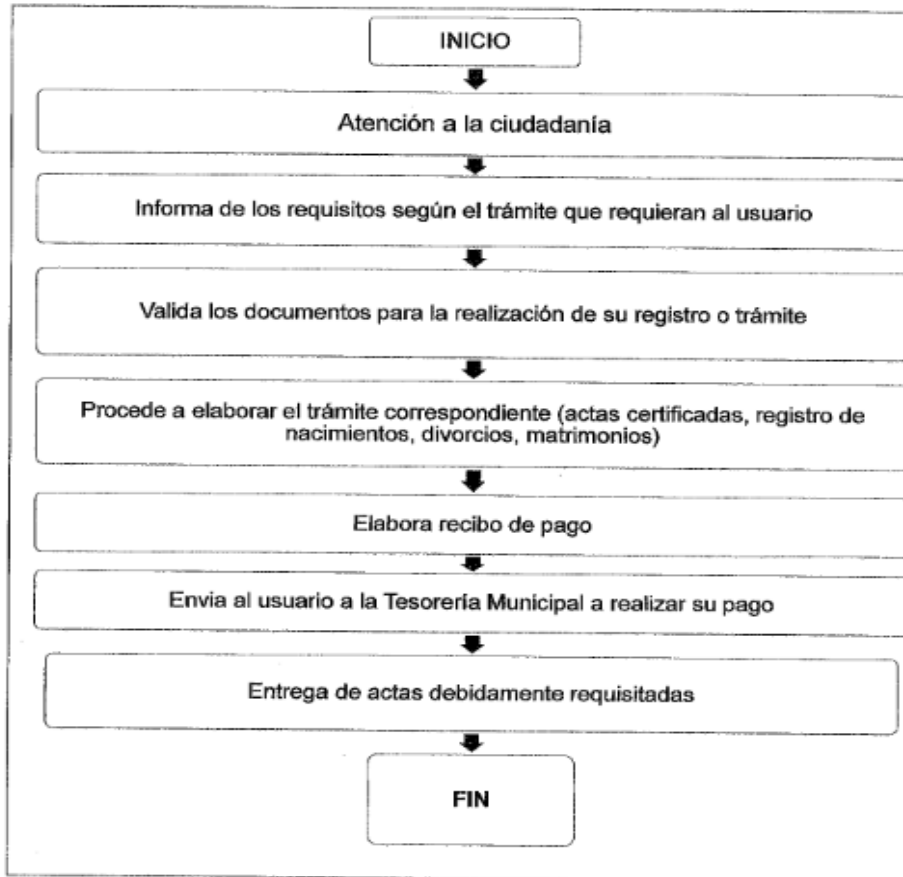 INICIO
Atención a la ciudadanía
Informa de los requisitos según el trámite que requieran al usuario
Valida los documentos para la realización de su registro o trámite
Procede a elaborar el trámite correspondiente (actas certificadas, registro de
nacimientos, divorcios, matrimonios)
Elabora recibo de pago
Envia al usuario a la Tesorería Municipal a realizar su pago
Entrega de actas debidamente requisitadas
FIN